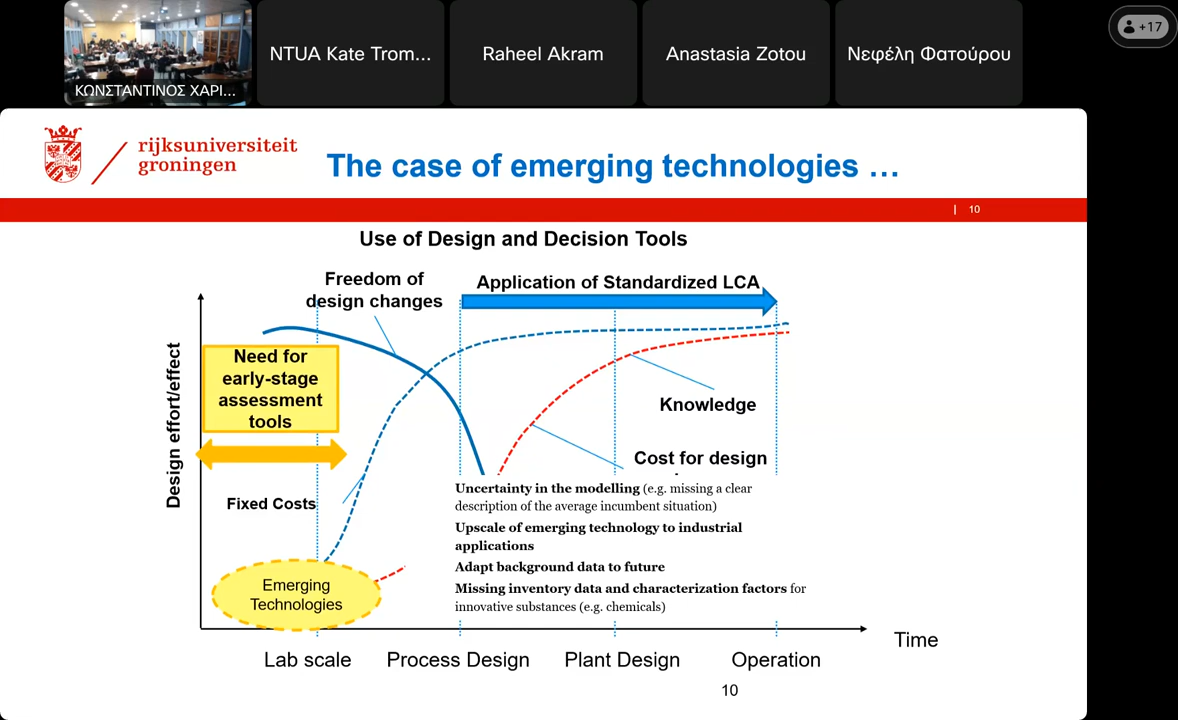 ΚΩΝΣΤΑΝΤΙΝΟΣ ΧΑΡΙ...
NTUA Kate Trom...
Raheel Akram
Anastasia Zotou
Νεφέλη Φατούρου
+17
rijksuniversiteit
groningen
The case of emerging technologies ...
| 10
Use of Design and Decision Tools
Freedom of
design changes
Application of Standardized LCA
Need for
early-stage
assessment
tools
Design effort/effect
Knowledge
Cost for design
Fixed Costs
Uncertainty in the modelling (e.g. missing a clear
description of the average incumbent situation)
Upscale of emerging technology to industrial
applications
Adapt background data to future
Missing inventory data and characterization factors for
innovative substances (e.g. chemicals)
Emerging
Technologies
Time
Lab scale
Process Design
Plant Design
Operation
10